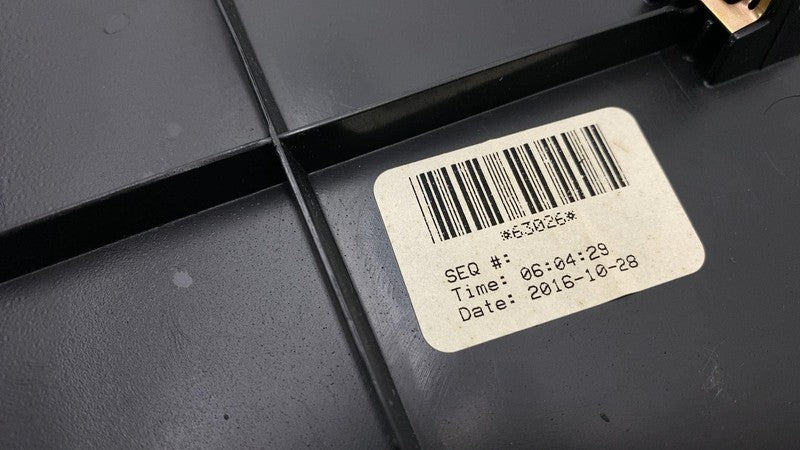 *63026*
SEQ #:
Time: 06:04:29
Date: 2016-10-28